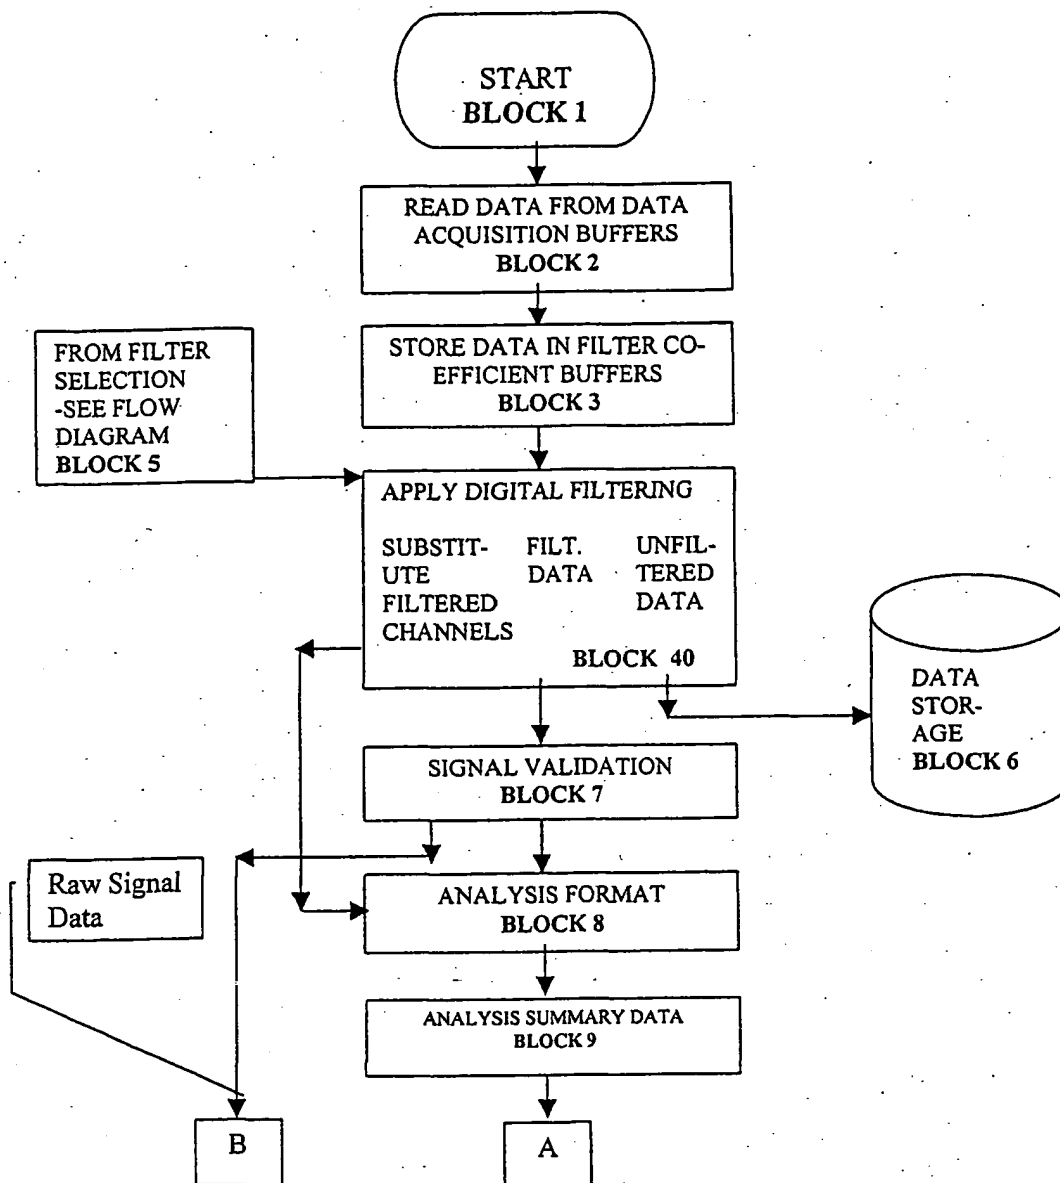 START
BLOCK 1
READ DATA FROM DATA
ACQUISITION BUFFERS
BLOCK 2
STORE DATA IN FILTER CO-
EFFICIENT BUFFERS
BLOCK 3
FROM FILTER
SELECTION
-SEE FLOW
DIAGRAM
BLOCK 5
APPLY DIGITAL FILTERING
SUBSTIT-
UTE
FILTERED
CHANNELS
FILT.
DATA
UNFIL-
TERED
DATA
BLOCK 40
DATA
STOR-
AGE
BLOCK 6
SIGNAL VALIDATION
BLOCK 7
Raw Signal
Data
ANALYSIS FORMAT
BLOCK 8
ANALYSIS SUMMARY DATA
BLOCK 9
B
A